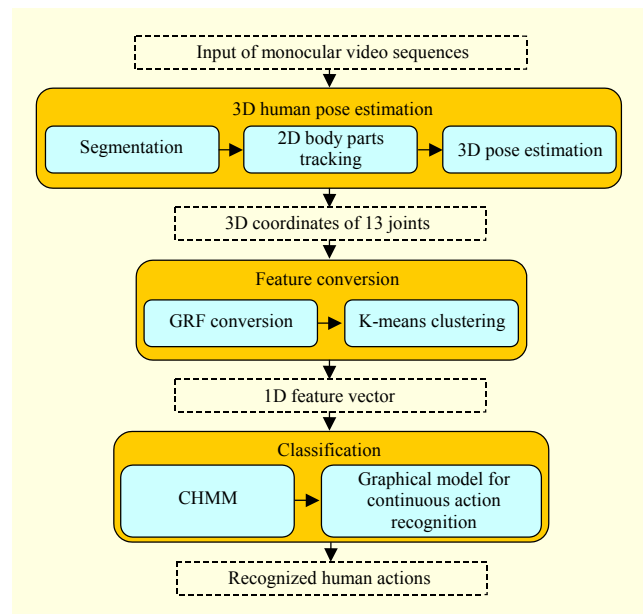 Input of monocular video sequences
3D human pose estimation
Segmentation
2D body parts
tracking
3D pose estimation
3D coordinates of 13 joints
Feature conversion
GRF conversion
K-means clustering
1D feature vector
Classification
CHMM
Graphical model for
continuous action
recognition
Recognized human actions